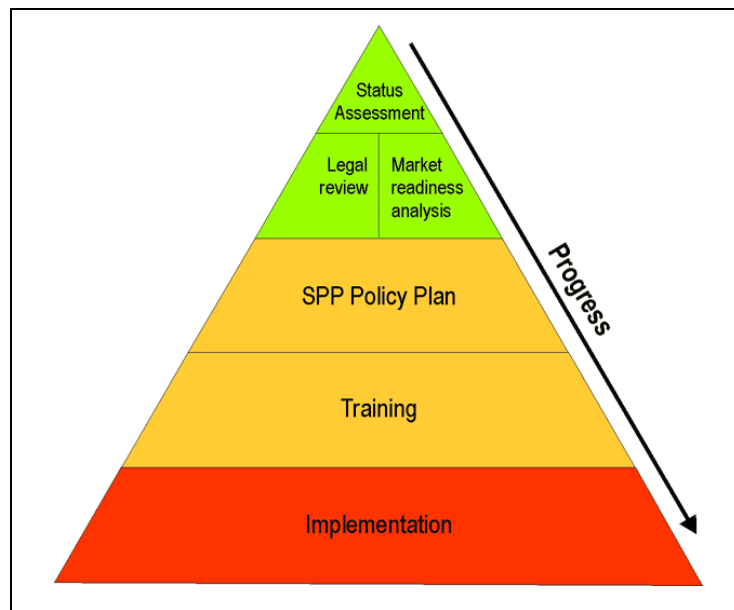 Status
Assessment
Legal
review
Market
readiness
analysis
SPP Policy Plan
Training
Implementation
Progress